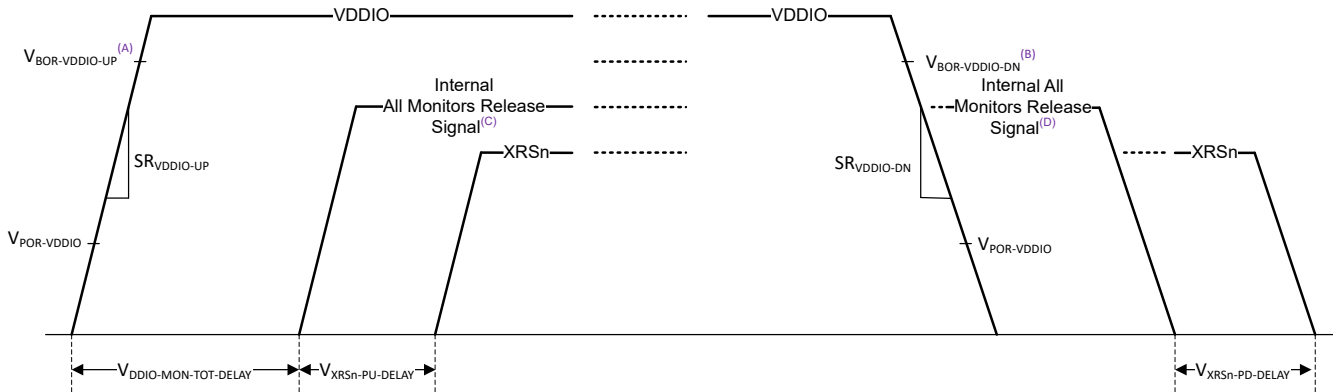 VDDIO
VDDIO
VBOR-VDDIO-UP(A)
VBOR-VDDIO-DN(B)
Internal
All Monitors Release
Signal(C)
Internal All
Monitors Release
Signal(D)
XRSn
XRSn
SRVDDIO-UP
SRVDDIO-DN
VPOR-VDDIO
VPOR-VDDIO
VDDIO-MON-TOT-DELAY
VXRSn-PU-DELAY
VXRSn-PD-DELAY